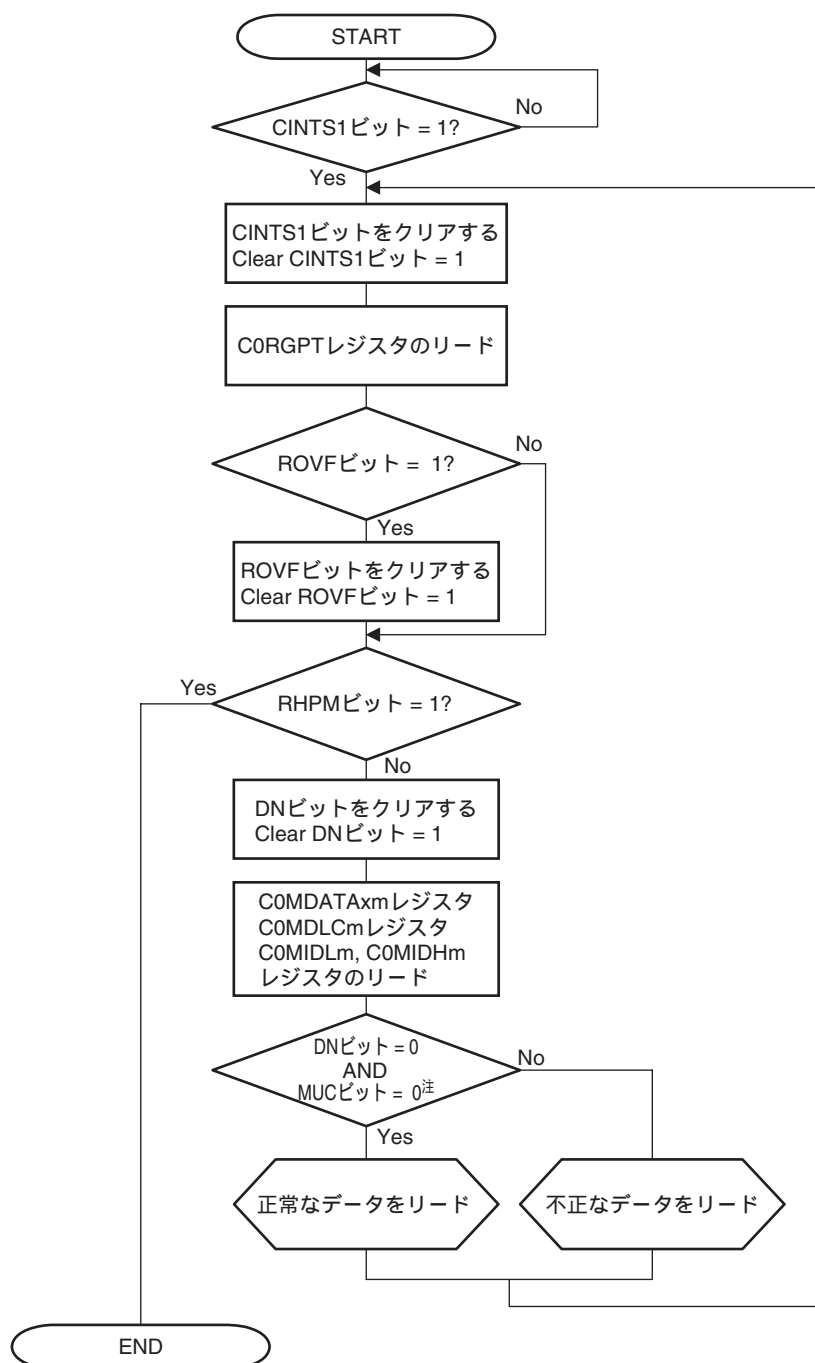 START
No
CINTS1ビット = 1?
Yes
CINTS1ビットをクリアする
Clear CINTS1ビット = 1
C0RGPTレジスタのリード
No
ROVFビット = 1?
Yes
ROVFビットをクリアする
Clear ROVFビット = 1
Yes
RHPMビット = 1?
No
DNビットをクリアする
Clear DNビット = 1
C0MDATAxmレジスタ
C0MDLCmレジスタ
C0MIDLm, C0MIDHm
レジスタのリード
DNビット = 0
AND
MUCビット = 0注
No
Yes
正常なデータをリード
不正なデータをリード
END